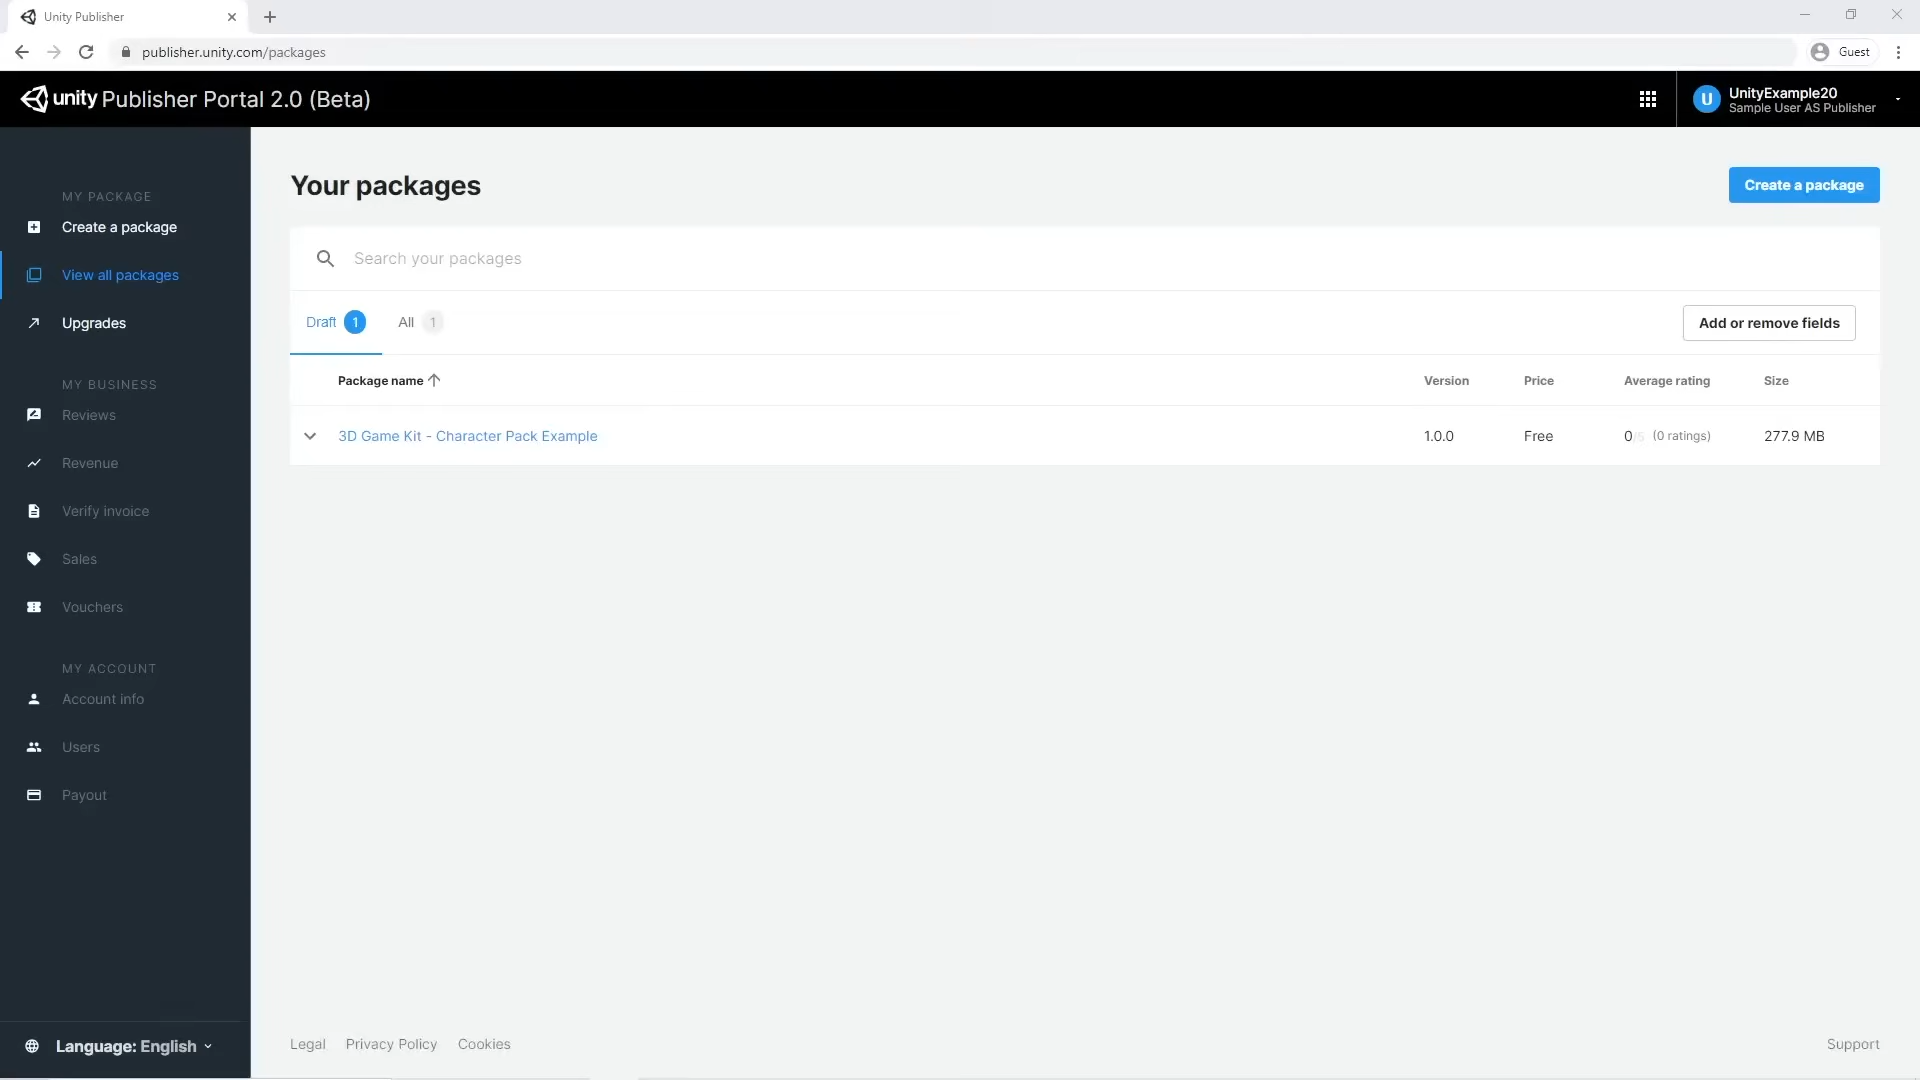 Unity Publisher
publisher.unity.com/packages
Guest
unity Publisher Portal 2.0 (Beta)
U
UnityExample20
Sample User AS Publisher
MY PACKAGE
Create a package
View all packages
Upgrades
MY BUSINESS
Reviews
Revenue
Verify invoice
Sales
Vouchers
MY ACCOUNT
Account info
Users
Payout
Language: English
Your packages
Create a package
Search your packages
Draft 1 All 1
Add or remove fields
Package name Version Price Average rating Size
3D Game Kit - Character Pack Example 1.0.0 Free 0/5 (0 ratings) 277.9 MB
Legal Privacy Policy Cookies Support